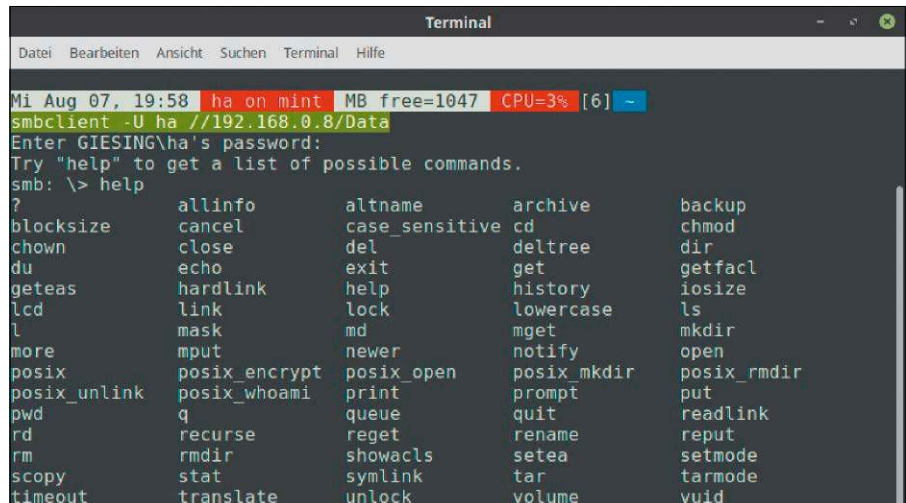 Terminal
Datei Bearbeiten Ansicht Suchen Terminal Hilfe
Mi Aug 07, 19:58 ha on mint MB free=1047 CPU=3% [6] ~
smbclient -U ha //192.168.0.8/Data
Enter GIESING\ha's password:
Try "help" to get a list of possible commands.
smb: \> help
? allinfo altname archive backup
blocksize cancel case_sensitive cd chmod
chown close del deltree dir
du echo exit get getfacl
geteas hardlink help history iosize
lcd link lock lowercase ls
l mask md mget mkdir
more mput newer notify open
posix posix_encrypt posix_open posix_mkdir posix_rmdir
posix_unlink posix_whoami print prompt put
pwd q queue quit readlink
rd recurse reget rename reput
rm rmdir showacls setea setmode
scopy stat symlink tar tarmode
timeout translate unlock volume vuid